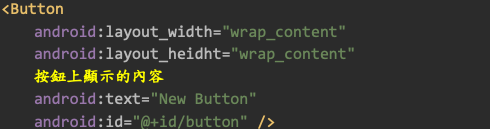 <Button
android:layout_width="wrap_content"
android:layout_heidht="wrap_content"
按鈕上顯示的內容
android:text="New Button"
android:id="@+id/button" />